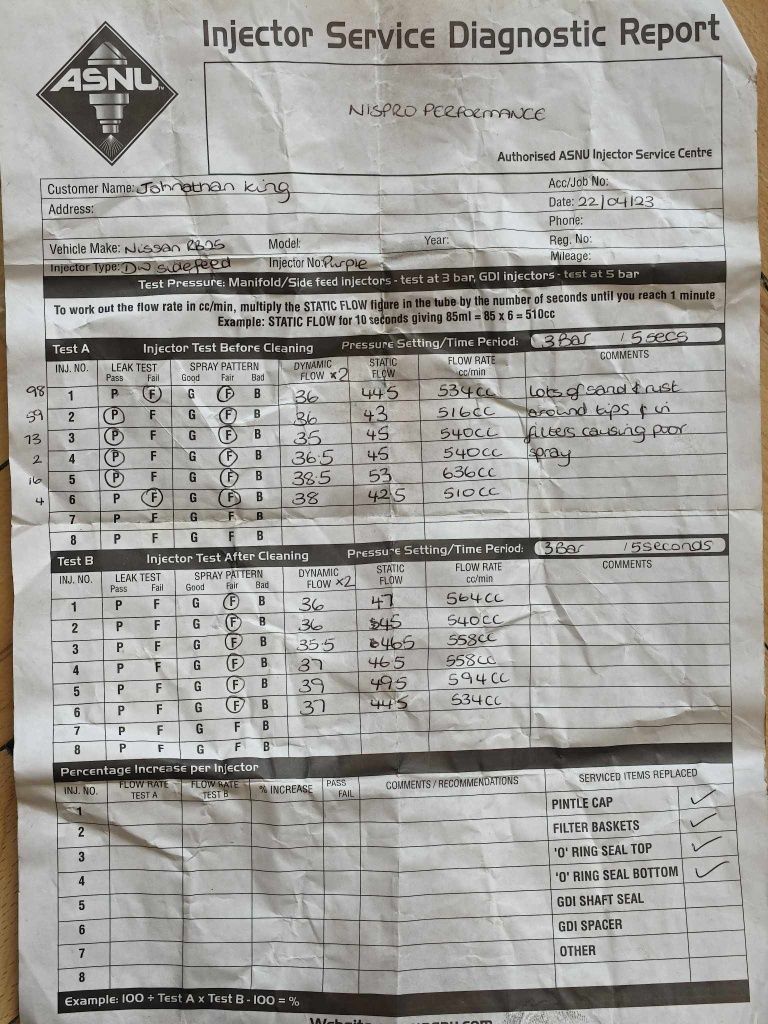 Injector Service Diagnostic Report
ASNU
NISPRO PERFORMANCE
Authorised ASNU Injector Service Centre
Customer Name: Johnathan King
Acc/Job No:
Address:
Date: 22/04/23
Phone:
Vehicle Make: Nissan RB25 Model: Year: Reg. No:
Injector Type: DW sidefeed Injector No: Purple Mileage:
Test Pressure: Manifold/Side feed injectors - test at 3 bar, GDI injectors - test at 5 bar
To work out the flow rate in cc/min, multiply the STATIC FLOW figure in the tube by the number of seconds until you reach 1 minute
Example: STATIC FLOW for 10 seconds giving 85ml = 85 x 6 = 510cc
Test A Injector Test Before Cleaning Pressure Setting/Time Period: 3 Bar 5 secs
INJ. NO. LEAK TEST SPRAY PATTERN DYNAMIC FLOW x2 STATIC FLOW FLOW RATE cc/min COMMENTS
Pass Fail Good Fair Bad
98 1 P F G F B 36 44.5 534cc Lots of sand & rust
59 2 P F G F B 36 43 516cc around tips & in
73 3 P F G F B 35 45 540cc filters causing poor
2 4 P F G F B 36.5 45 540cc spray
16 5 P F G F B 38.5 53 636cc
4 6 P F G F B 38 42.5 510cc
7 P F G F B
8 P F G F B
Test B Injector Test After Cleaning Pressure Setting/Time Period: 3 Bar 5 seconds
INJ. NO. LEAK TEST SPRAY PATTERN DYNAMIC FLOW x2 STATIC FLOW FLOW RATE cc/min COMMENTS
Pass Fail Good Fair Bad
1 P F G F B 36 47 564cc
2 P F G F B 36 45 540cc
3 P F G F B 35.5 46.5 558cc
4 P F G F B 37 46.5 558cc
5 P F G F B 39 49.5 594cc
6 P F G F B 37 44.5 534cc
7 P F G F B
8 P F G F B
Percentage Increase per Injector
INJ. NO. FLOW RATE TEST A FLOW RATE TEST B % INCREASE PASS FAIL COMMENTS / RECOMMENDATIONS SERVICED ITEMS REPLACED
1 PINTLE CAP ✓
2 FILTER BASKETS ✓
3 'O' RING SEAL TOP ✓
4 'O' RING SEAL BOTTOM ✓
5 GDI SHAFT SEAL
6 GDI SPACER
7 OTHER
8
Example: 100 ÷ Test A x Test B - 100 = %